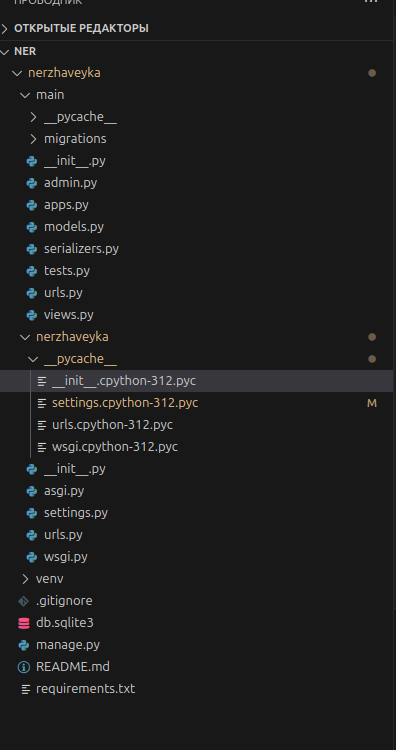 ПРОВОДНИК
ОТКРЫТЫЕ РЕДАКТОРЫ
NER
nerzhaveyka
main
__pycache__
migrations
__init__.py
admin.py
apps.py
models.py
serializers.py
tests.py
urls.py
views.py
nerzhaveyka
__pycache__
__init__.cpython-312.pyc
settings.cpython-312.pyc M
urls.cpython-312.pyc
wsgi.cpython-312.pyc
__init__.py
asgi.py
settings.py
urls.py
wsgi.py
venv
.gitignore
db.sqlite3
manage.py
README.md
requirements.txt